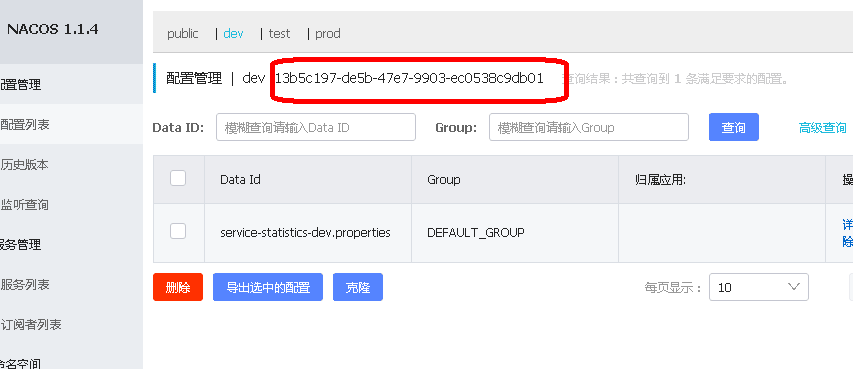 NACOS 1.1.4
public | dev | test | prod
配置管理 | dev 13b5c197-de5b-47e7-9903-ec0538c9db01 查询结果：共查询到 1 条满足要求的配置。
配置管理
配置列表
历史版本
监听查询
服务管理
服务列表
订阅者列表
命名空间
Data ID: 模糊查询请输入Data ID Group: 模糊查询请输入Group 查询 高级查询
Data Id Group 归属应用: 操
service-statistics-dev.properties DEFAULT_GROUP 详
除
删除 导出选中的配置 克隆 每页显示： 10